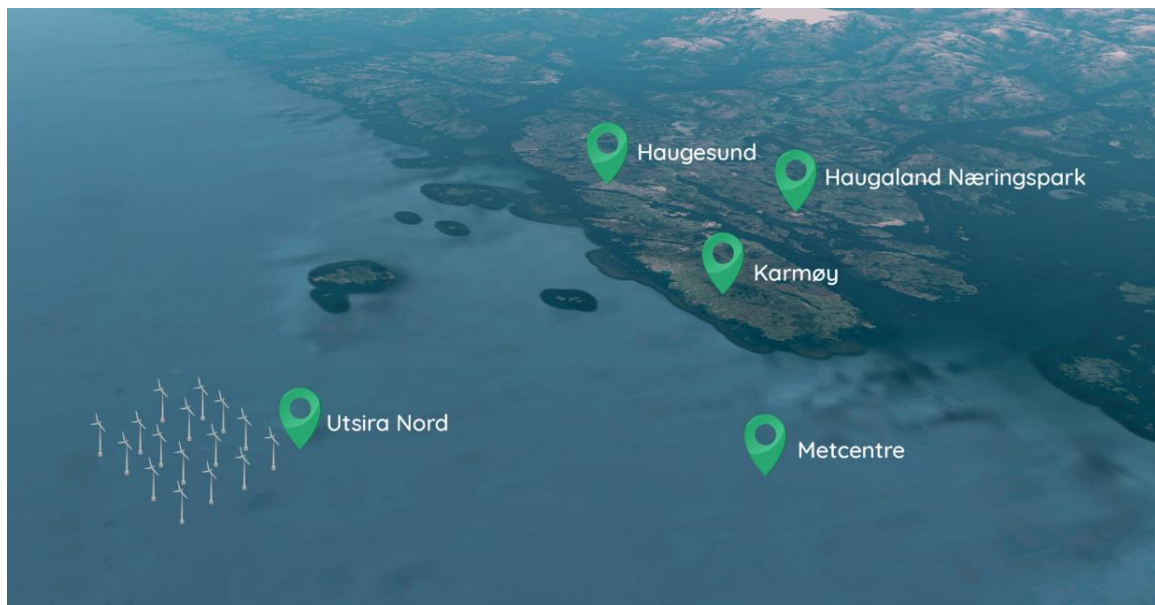 Haugesund
Haugaland Næringspark
Karmøy
Utsira Nord
Metcentre